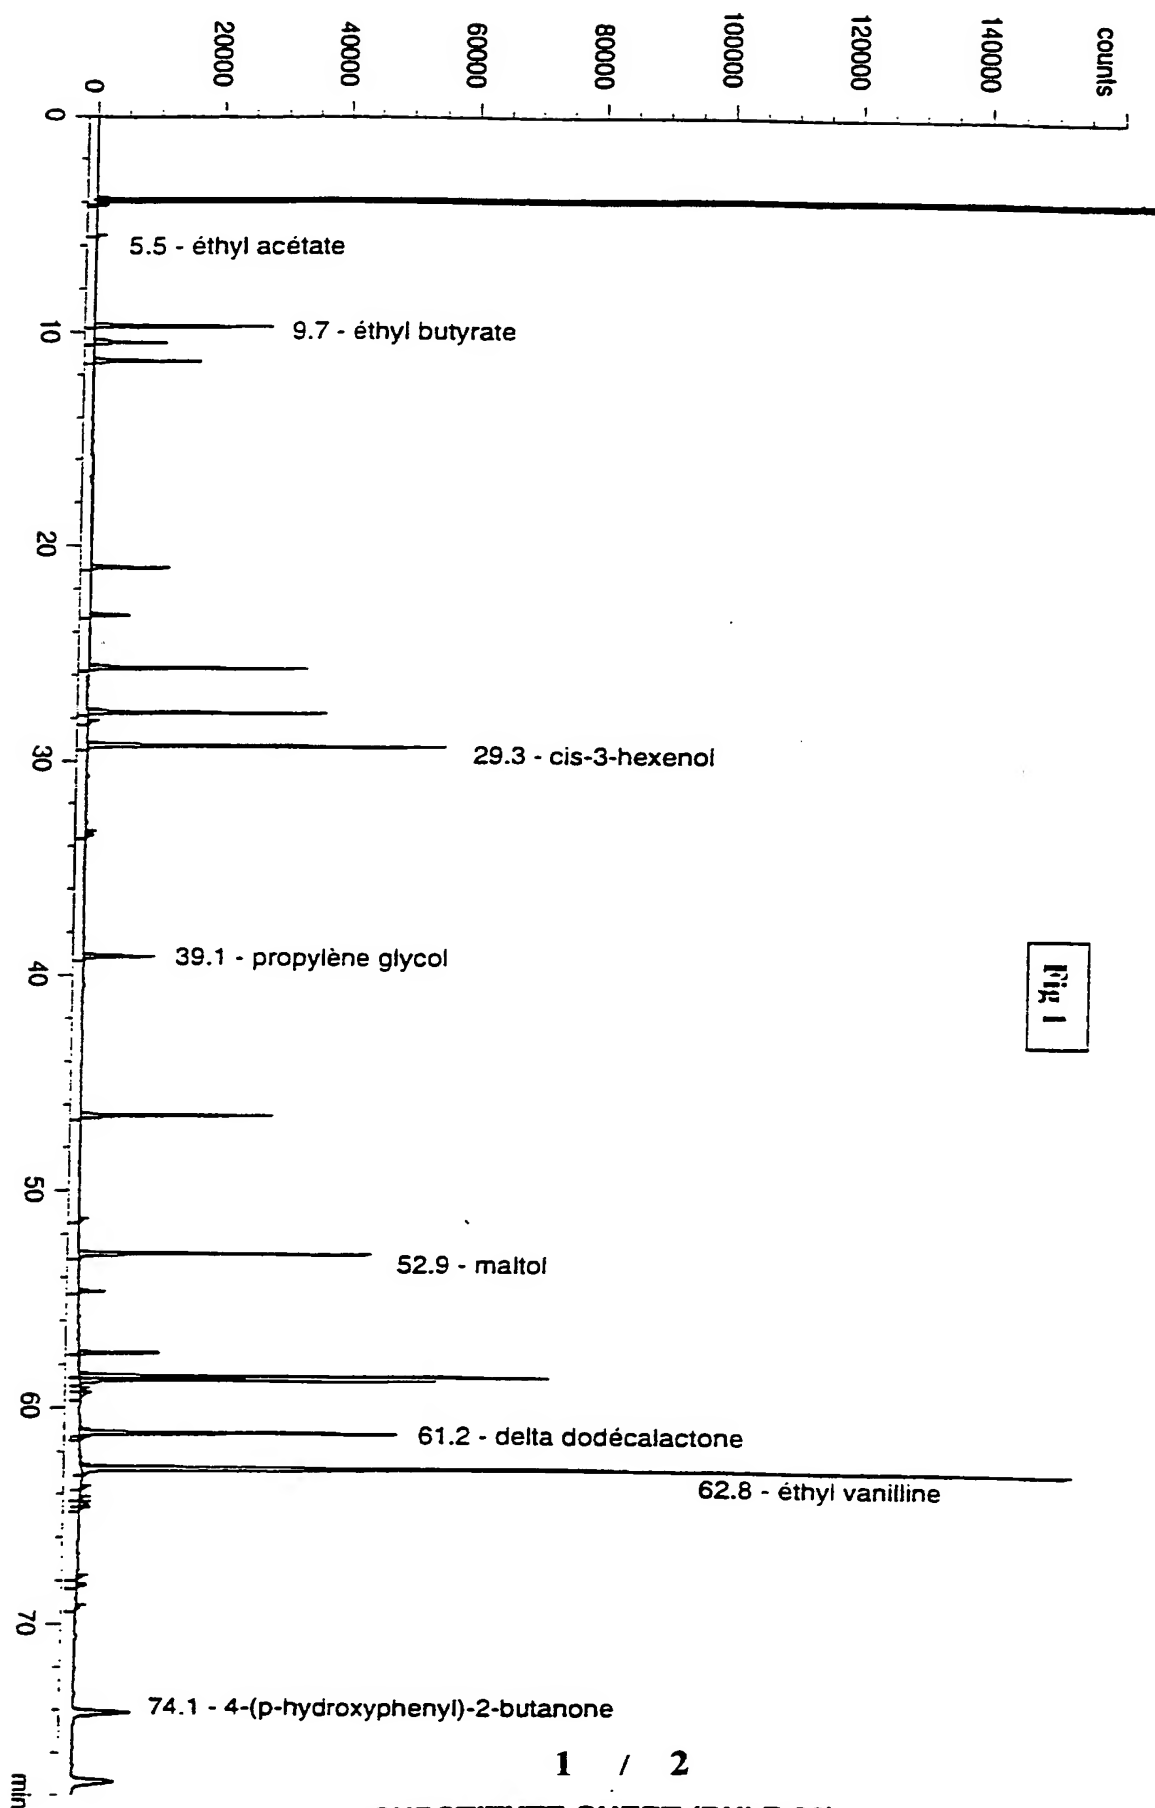 counts
140000
120000
100000
80000
60000
40000
20000
0
0
10
20
30
40
50
60
70
min
5.5 - éthyl acétate
9.7 - éthyl butyrate
29.3 - cis-3-hexenol
39.1 - propylène glycol
Fig 1
52.9 - maltol
61.2 - delta dodécalactone
62.8 - éthyl vanilline
74.1 - 4-(p-hydroxyphenyl)-2-butanone
1 / 2